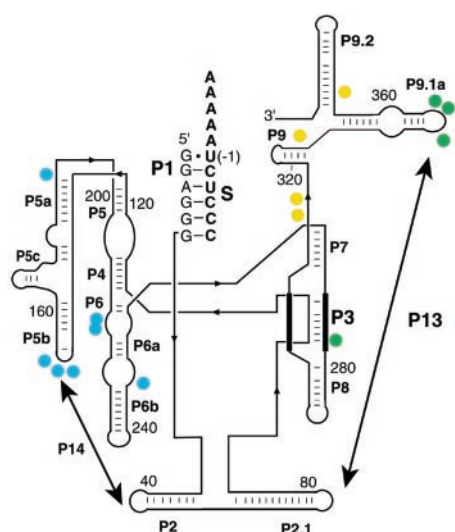 P9.2
P9.1a
360
3'
P9
320
A
A
A
A
A
5'
G • U (-1)
G C
A U
G C
G C
G C
P1
S
P5a
200
P5
120
P5c
P4
P7
160
P6
P3
P13
P5b
P6a
280
P8
P6b
240
P14
40
80
P2
P2.1